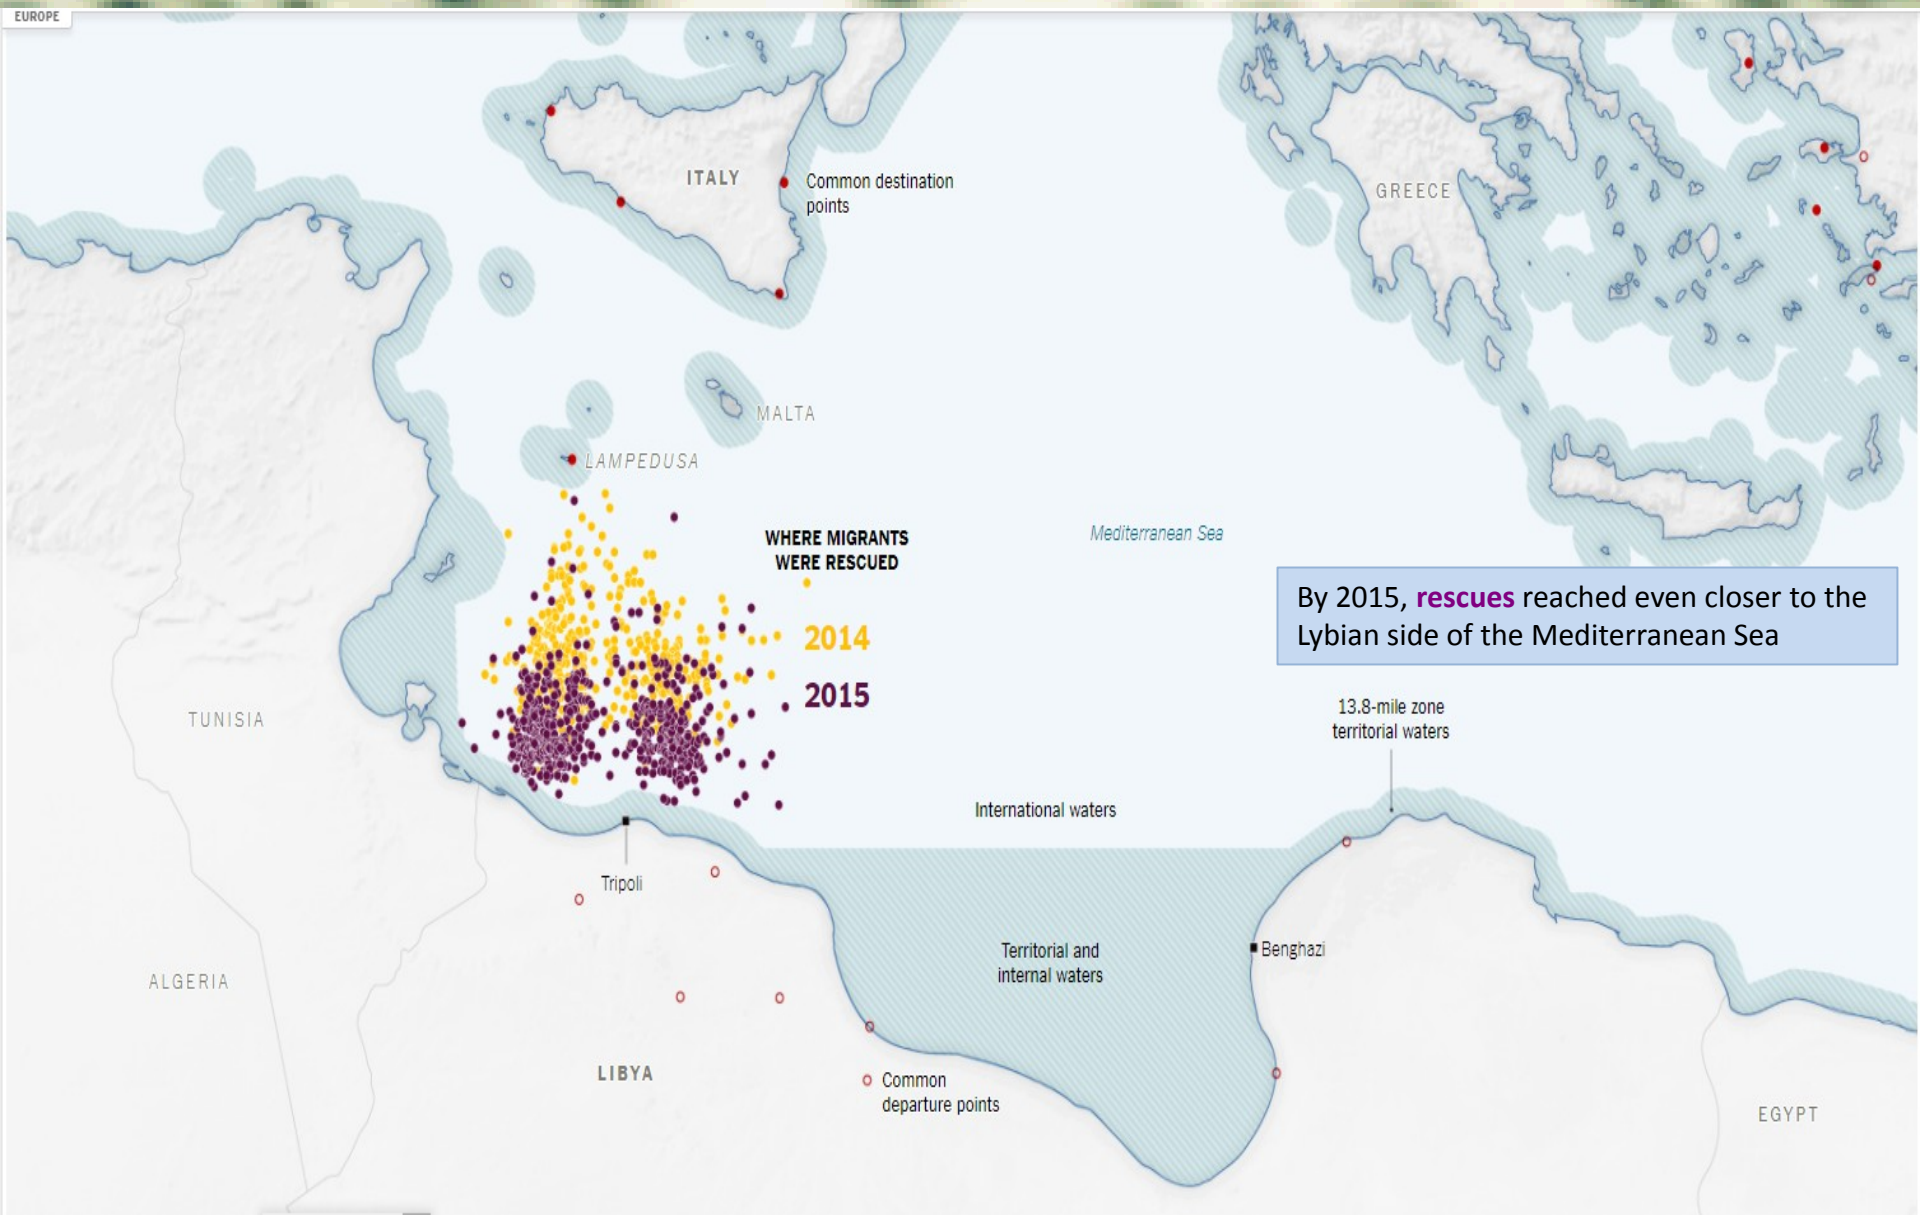 EUROPE
ITALY
Common destination
points
GREECE
MALTA
LAMPEDUSA
WHERE MIGRANTS
WERE RESCUED
Mediterranean Sea
By 2015, rescues reached even closer to the
Lybian side of the Mediterranean Sea
2014
2015
TUNISIA
13.8-mile zone
territorial waters
International waters
Tripoli
Territorial and
internal waters
Benghazi
ALGERIA
LIBYA
Common
departure points
EGYPT